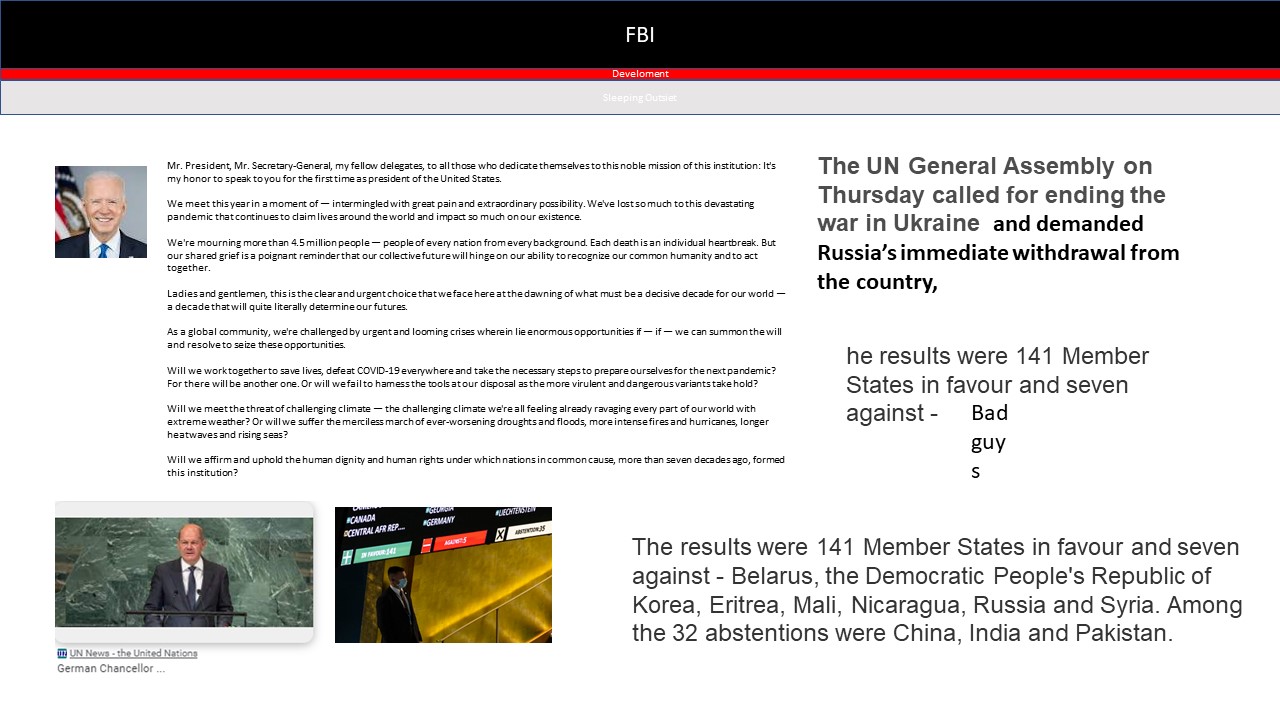 FBI
Develoment
Sleeping Outset
Mr. President, Mr. Secretary-General, my fellow delegates, to all those who dedicate themselves to this noble mission of this institution: It's
my honor to speak to you for the first time as president of the United States.
We meet this year in a moment of — intermingled with great pain and extraordinary possibility. We've lost so much to this devastating
pandemic that continues to claim lives around the world and impact so much on our existence.
We're mourning more than 4.5 million people — people of every nation from every background. Each death is an individual heartbreak. But
our shared grief is a poignant reminder that our collective future will hinge on our ability to recognize our common humanity and to act
together.
Ladies and gentlemen, this is the clear and urgent choice that we face here at the dawning of what must be a decisive decade for our world —
a decade that will quite literally determine our futures.
As a global community, we're challenged by urgent and looming crises wherein lie enormous opportunities if — if — we can summon the will
and resolve to seize these opportunities.
Will we work together to save lives, defeat COVID-19 everywhere and take the necessary steps to prepare ourselves for the next pandemic?
For there will be another one. Or will we fail to harness the tools at our disposal as the more virulent and dangerous variants take hold?
Will we meet the threat of challenging climate — the challenging climate we're all feeling already ravaging every part of our world with
extreme weather? Or will we suffer the merciless march of ever-worsening droughts and floods, more intense fires and hurricanes, longer
heatwaves and rising seas?
Will we affirm and uphold the human dignity and human rights under which nations in common cause, more than seven decades ago, formed
this institution?
The UN General Assembly on
Thursday called for ending the
war in Ukraine and demanded
Russia's immediate withdrawal from
the country,
he results were 141 Member
States in favour and seven
against - Bad
guy
s
CANADA
CENTRAL AFR REP...
GEORGIA
GERMANY
LIECHTENSTEIN
IN FAVOUR:141
AGAINST:5
ABSTENTION:35
UN News - the United Nations
German Chancellor ...
The results were 141 Member States in favour and seven
against - Belarus, the Democratic People's Republic of
Korea, Eritrea, Mali, Nicaragua, Russia and Syria. Among
the 32 abstentions were China, India and Pakistan.